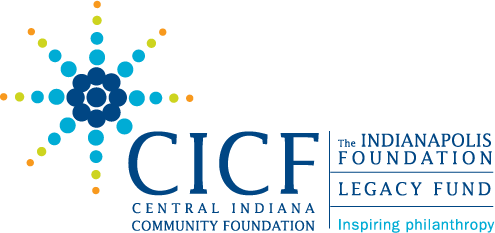 CICF
CENTRAL INDIANA
COMMUNITY FOUNDATION
The INDIANAPOLIS
FOUNDATION
LEGACY FUND
Inspiring philanthropy